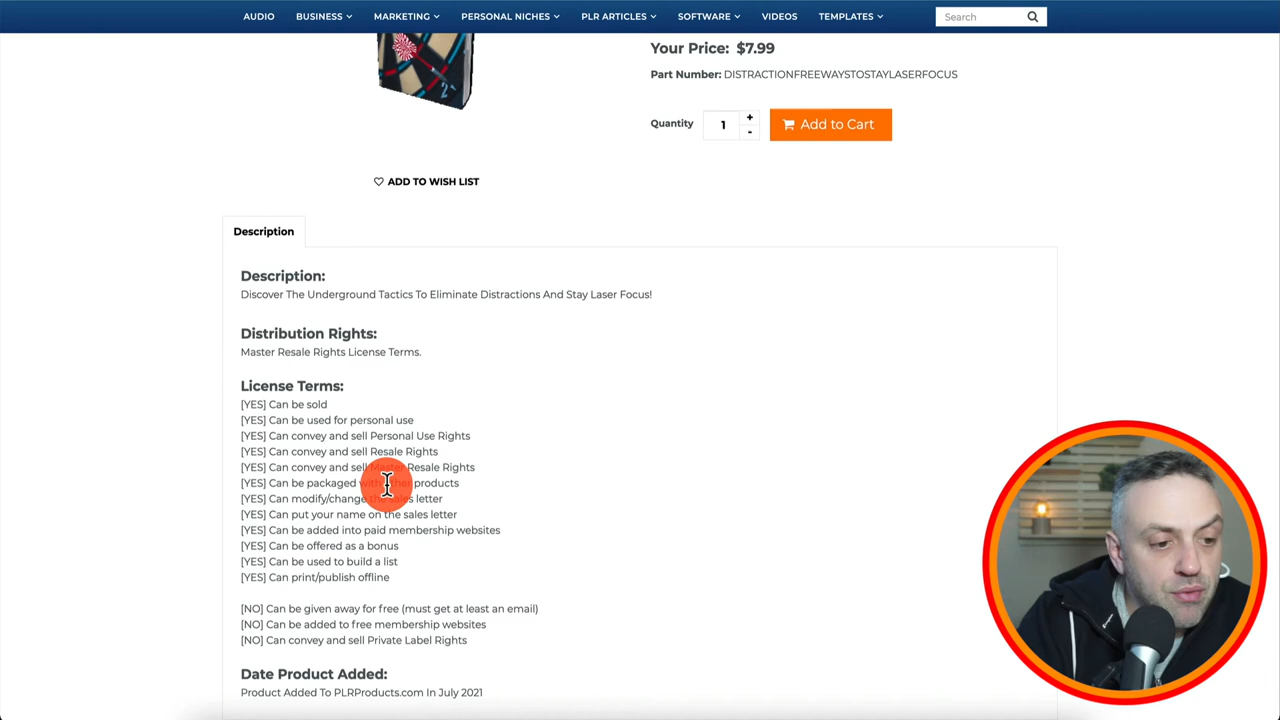 AUDIO BUSINESS MARKETING PERSONAL NICHES PLR ARTICLES SOFTWARE VIDEOS TEMPLATES Search
Your Price: $7.99
Part Number: DISTRACTIONFREEWAYSTOSTAYLASERFOCUS
Quantity 1 + - Add to Cart
ADD TO WISH LIST
Description
Description:
Discover The Underground Tactics To Eliminate Distractions And Stay Laser Focus!
Distribution Rights:
Master Resale Rights License Terms.
License Terms:
[YES] Can be sold
[YES] Can be used for personal use
[YES] Can convey and sell Personal Use Rights
[YES] Can convey and sell Resale Rights
[YES] Can convey and sell Master Resale Rights
[YES] Can be packaged with other products
[YES] Can modify/change the sales letter
[YES] Can put your name on the sales letter
[YES] Can be added into paid membership websites
[YES] Can be offered as a bonus
[YES] Can be used to build a list
[YES] Can print/publish offline
[NO] Can be given away for free (must get at least an email)
[NO] Can be added to free membership websites
[NO] Can convey and sell Private Label Rights
Date Product Added:
Product Added To PLRProducts.com In July 2021